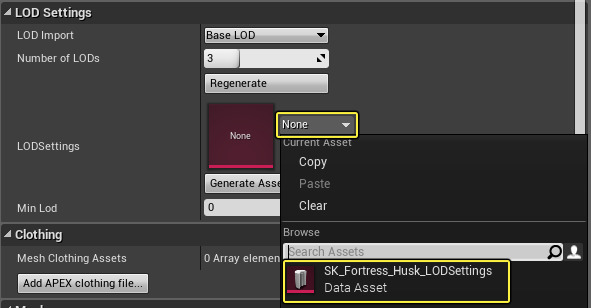 LOD Settings
LOD Import Base LOD
Number of LODs 3
Regenerate
LODSettings None None
Current Asset
Copy
Paste
Clear
Generate Asse
Min Lod 0
Browse
Search Assets
SK_Fortress_Husk_LODSettings
Data Asset
Clothing
Mesh Clothing Assets 0 Array elemen
Add APEX clothing file...